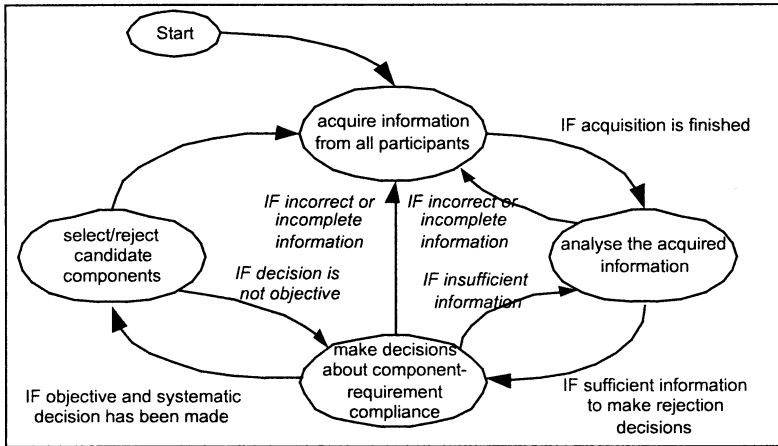 Start
acquire information
from all participants
IF acquisition is finished
IF incorrect or
incomplete
information
IF incorrect or
incomplete
information
select/reject
candidate
components
analyse the acquired
information
IF decision is
not objective
IF insufficient
information
make decisions
about component-
requirement
compliance
IF objective and systematic
decision has been made
IF sufficient information
to make rejection
decisions